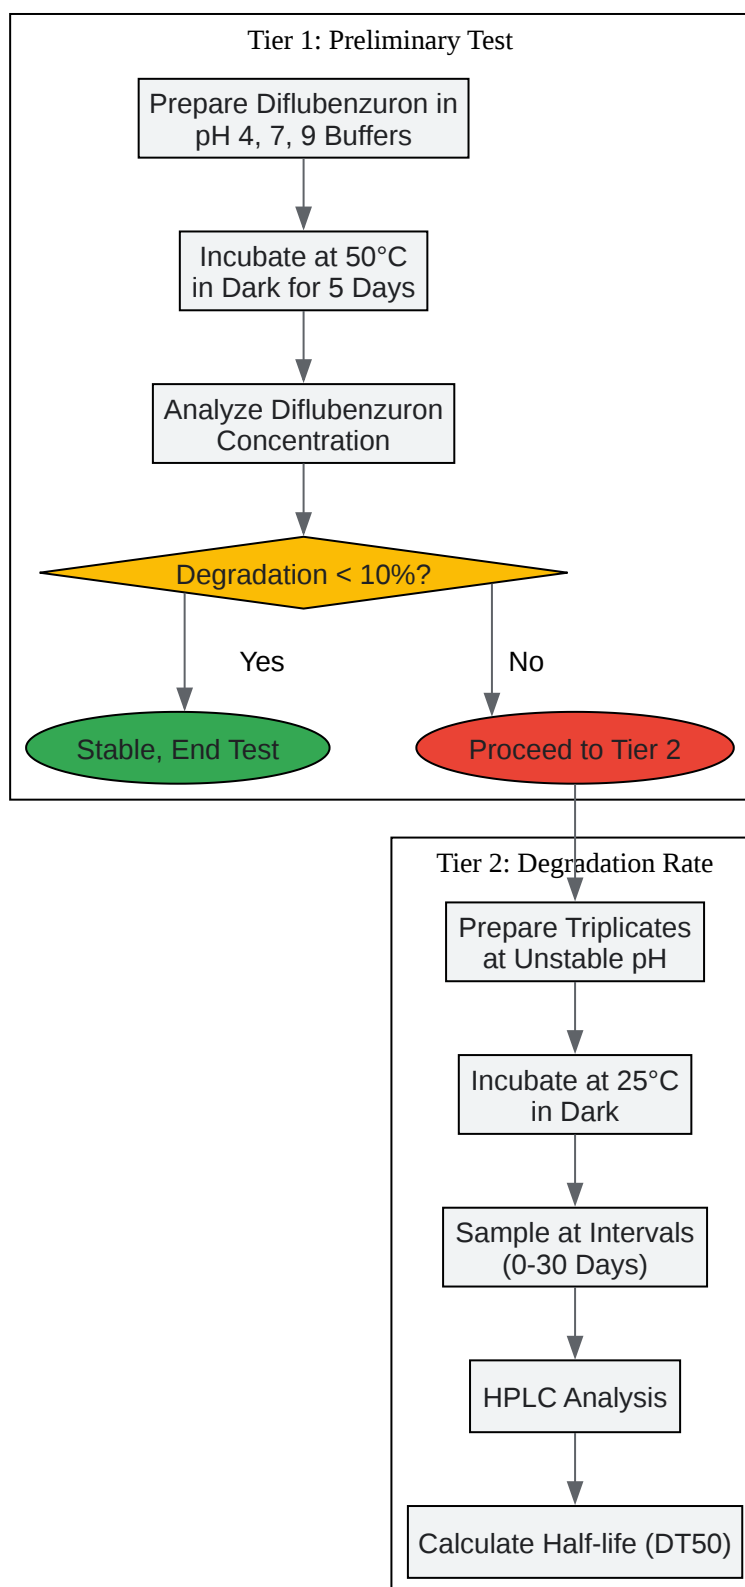 Tier 1: Preliminary Test
Prepare Diflubenzuron in
pH 4, 7, 9 Buffers
Incubate at 50°C
in Dark for 5 Days
Analyze Diflubenzuron
Concentration
Degradation < 10%?
Yes
No
Stable, End Test
Proceed to Tier 2
Tier 2: Degradation Rate
Prepare Triplicates
at Unstable pH
Incubate at 25°C
in Dark
Sample at Intervals
(0-30 Days)
HPLC Analysis
Calculate Half-life (DT50)